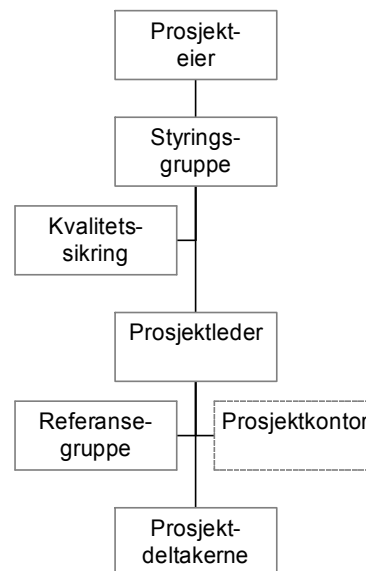 Prosjekt-
eier
Styrings-
gruppe
Kvalitets-
sikring
Prosjektleder
Referanse-
gruppe
Prosjektkontor
Prosjekt-
deltakerne